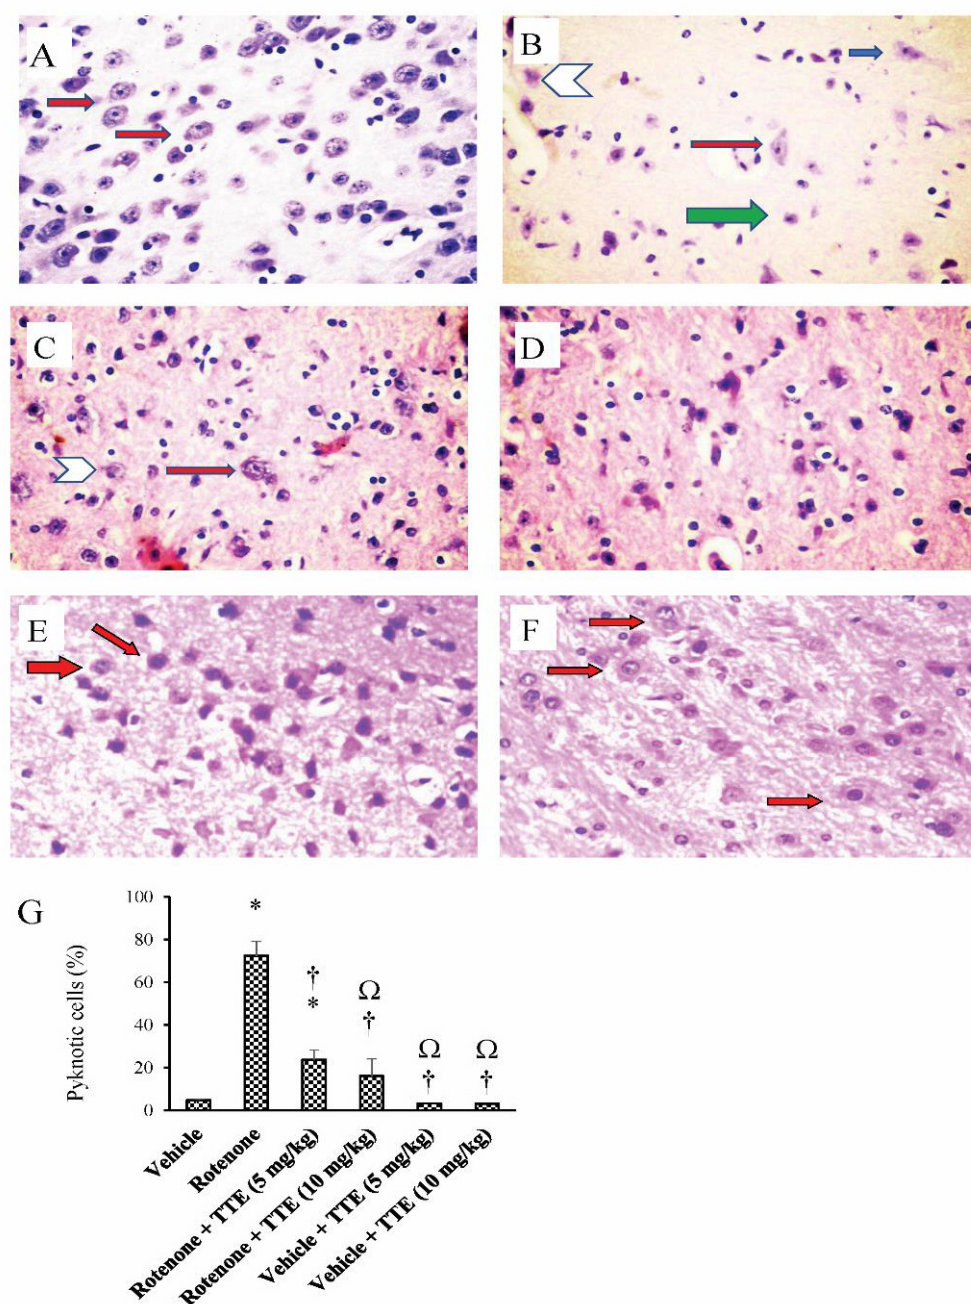 A
B
C
D
E
F
G
Pyknotic cells (%)
100
80
60
40
20
0
*
†
*
Ω
†
Ω
†
Ω
†
Vehicle
Rotenone
Rotenone + TTE (5 mg/kg)
Rotenone + TTE (10 mg/kg)
Vehicle + TTE (5 mg/kg)
Vehicle + TTE (10 mg/kg)